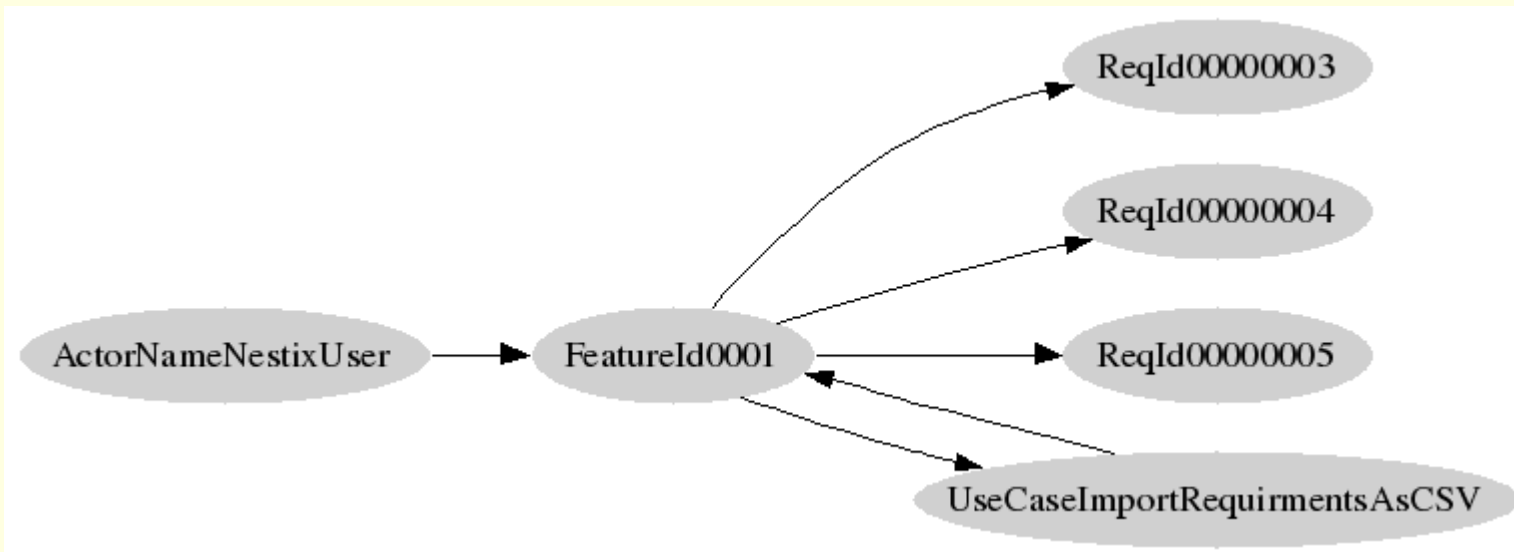 ReqId00000003
ReqId00000004
ActorNameNestixUser
FeatureId0001
ReqId00000005
UseCaseImportRequirmentsAsCSV